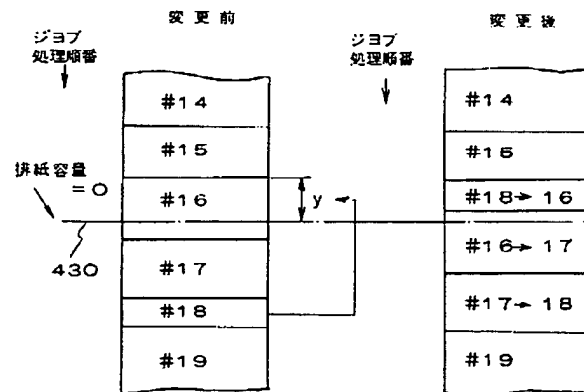 変更前
ジョブ
処理順番
#14
#15
排紙容量
=0
#16
y
430
#17
#18
#19
変更後
ジョブ
処理順番
#14
#15
#18→16
#16→17
#17→18
#19